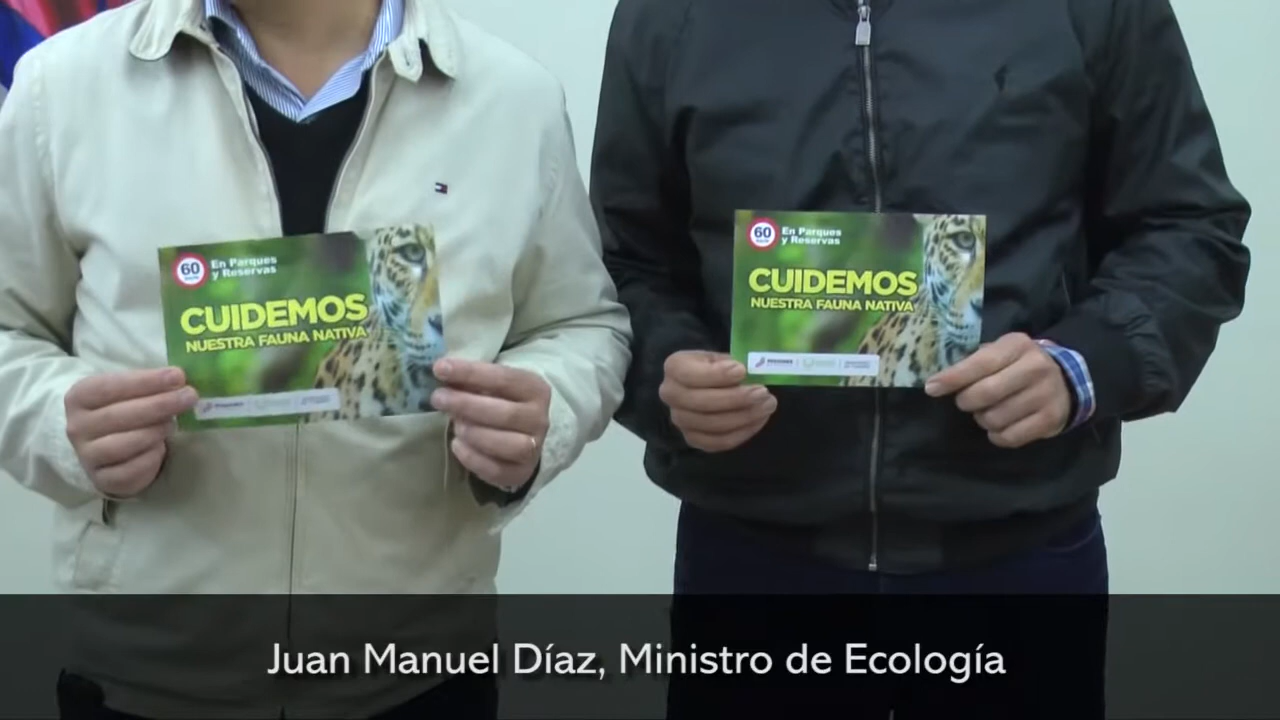 60
En Parques
y Reservas
CUIDEMOS
NUESTRA FAUNA NATIVA
60
En Parques
y Reservas
CUIDEMOS
NUESTRA FAUNA NATIVA
Juan Manuel Díaz, Ministro de Ecología